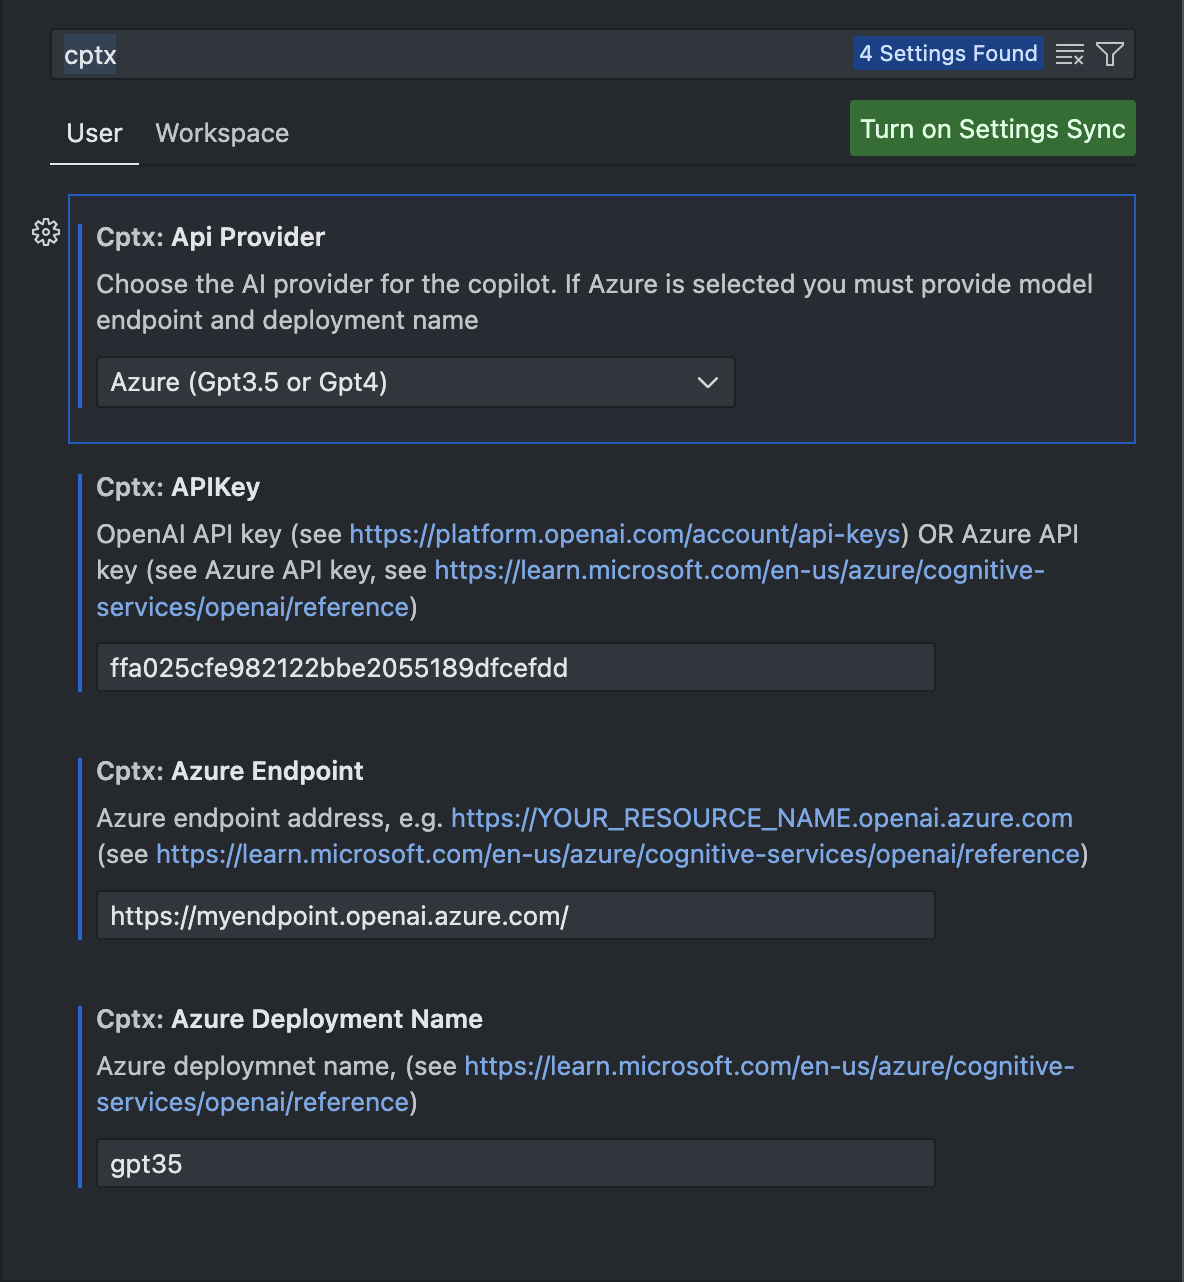 cptx
4 Settings Found
User
Workspace
Turn on Settings Sync
Cptx: Api Provider
Choose the AI provider for the copilot. If Azure is selected you must provide model
endpoint and deployment name
Azure (Gpt3.5 or Gpt4)
Cptx: APIKey
OpenAI API key (see https://platform.openai.com/account/api-keys) OR Azure API
key (see Azure API key, see https://learn.microsoft.com/en-us/azure/cognitive-
services/openai/reference)
ffa025cfe982122bbe2055189dfcefdd
Cptx: Azure Endpoint
Azure endpoint address, e.g. https://YOUR_RESOURCE_NAME.openai.azure.com
(see https://learn.microsoft.com/en-us/azure/cognitive-services/openai/reference)
https://myendpoint.openai.azure.com/
Cptx: Azure Deployment Name
Azure deploymnet name, (see https://learn.microsoft.com/en-us/azure/cognitive-
services/openai/reference)
gpt35